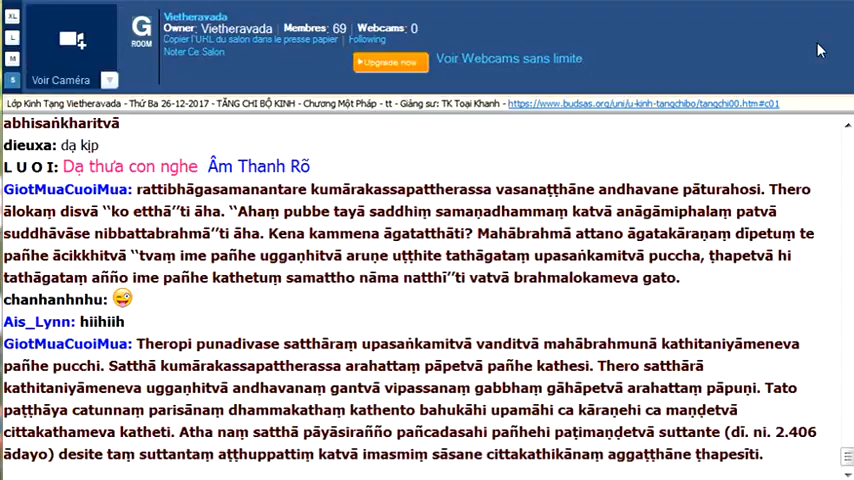 XL
L
M
S
Voir Caméra
G
ROOM
Vietheravada
Owner: Vietheravada Membres: 69 Webcams: 0
Copier l'URL du salon dans le presse papier Following
Noter Ce Salon
Upgrade now
Voir Webcams sans limite
Lớp Kinh Tạng Vietheravada - Thứ Ba 26-12-2017 - TĂNG CHI BỘ KINH - Chương Một Pháp - tt - Giảng sư: TK Toại Khanh - https://www.budsas.org/uni/u-kinh-tangchibo/tangchi00.htm#c01
abhisaṅkharitvā
dieuxa: dạ kịp
L U O I: Dạ thưa con nghe Âm Thanh Rõ
GiotMuaCuoiMua: rattibhāgasamanantare kumārakassapattherassa vasanaṭṭhāne andhavane pāturahosi. Thero
ālokaṃ disvā ‘‘ko etthā’’ti āha. ‘‘Ahaṃ pubbe tayā saddhiṃ samaṇadhammaṃ katvā anāgāmiphalaṃ patvā
suddhāvāse nibbattabrahmā’’ti āha. Kena kammena āgatatthāti? Mahābrahmā attano āgatakāraṇaṃ dīpetuṃ te
pañhe ācikkhitvā ‘‘tvaṃ ime pañhe uggaṇhitvā aruṇe uṭṭhite tathāgataṃ upasaṅkamitvā puccha, ṭhapetvā hi
tathāgataṃ añño ime pañhe kathetuṃ samattho nāma natthī’’ti vatvā brahmalokameva gato.
chanhanhnhu:
Ais_Lynn: hiihiih
GiotMuaCuoiMua: Theropi punadivase satthāraṃ upasaṅkamitvā vanditvā mahābrahmunā kathitaniyāmeneva
pañhe pucchi. Satthā kumārakassapattherassa arahattaṃ pāpetvā pañhe kathesi. Thero satthārā
kathitaniyāmeneva uggaṇhitvā andhavanaṃ gantvā vipassanaṃ gabbhaṃ gāhāpetvā arahattaṃ pāpuṇi. Tato
paṭṭhāya catunnaṃ parisānaṃ dhammakathaṃ kathento bahukāhi upamāhi ca kāraṇehi ca maṇḍetvā
cittakathameva katheti. Atha naṃ satthā pāyāsirañño pañcadasahi pañhehi paṭimaṇḍetvā suttante (dī. ni. 2.406
ādayo) desite taṃ suttantaṃ aṭṭhuppattiṃ katvā imasmiṃ sāsane cittakathikānaṃ aggaṭṭhāne ṭhapesīti.